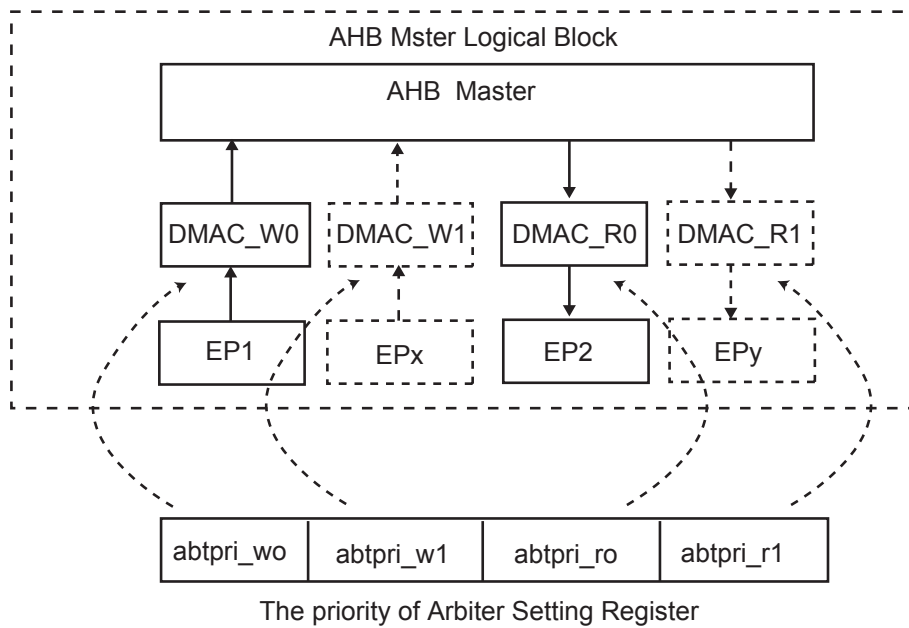 AHB Mster Logical Block
AHB Master
DMAC_W0
DMAC_W1
DMAC_R0
DMAC_R1
EP1
EPx
EP2
EPy
abtpri_wo
abtpri_w1
abtpri_ro
abtpri_r1
The priority of Arbiter Setting Register